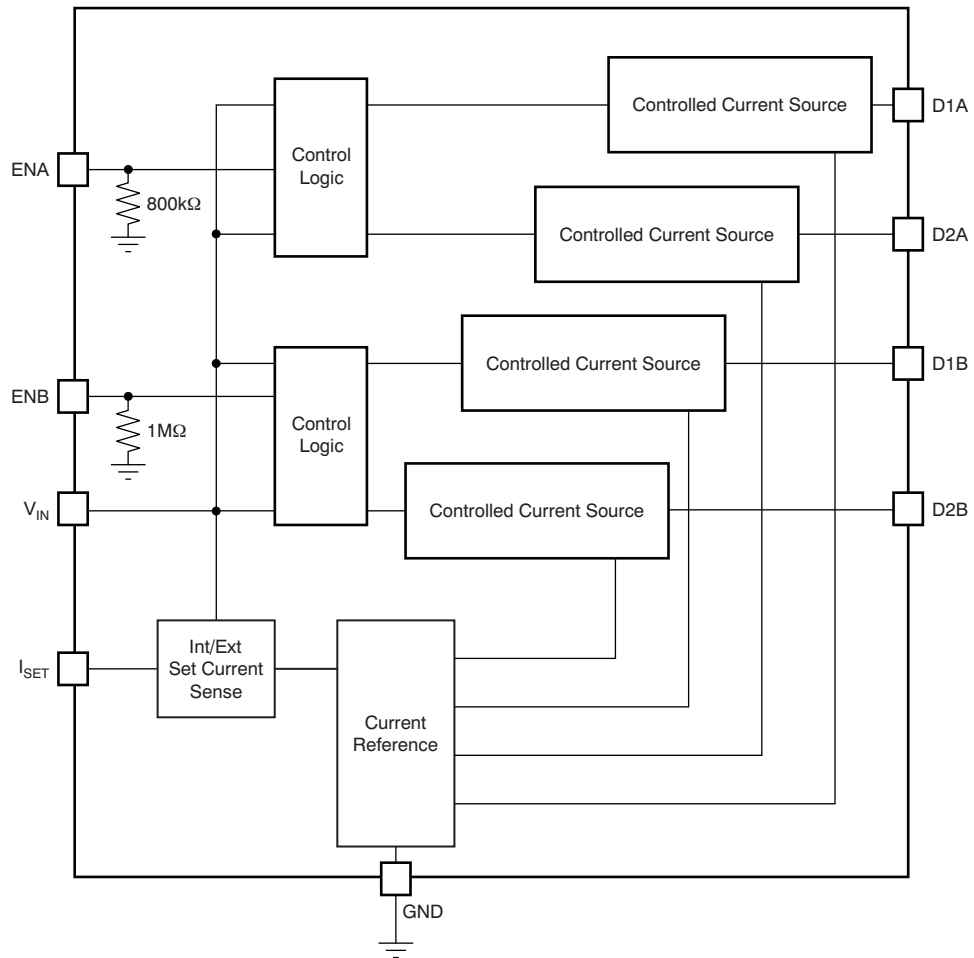 Controlled Current Source
D1A
Control
Logic
ENA
800kΩ
Controlled Current Source
D2A
Controlled Current Source
D1B
ENB
Control
Logic
1MΩ
V_IN
Controlled Current Source
D2B
I_SET
Int/Ext
Set Current
Sense
Current
Reference
GND